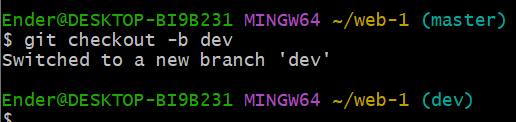 Ender@DESKTOP-BI9B231 MINGW64 ~/web-1 (master)
$ git checkout -b dev
Switched to a new branch 'dev'
Ender@DESKTOP-BI9B231 MINGW64 ~/web-1 (dev)
$